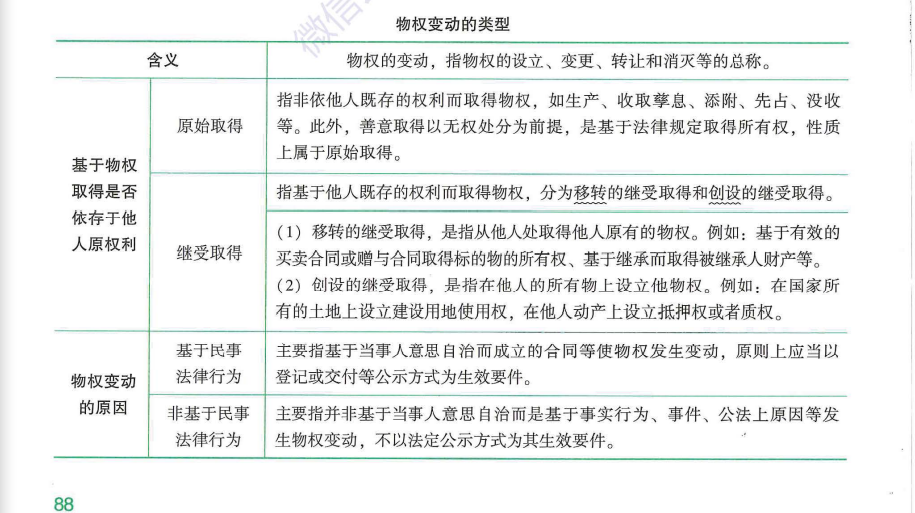 微信
物权变动的类型
含义
物权的变动，指物权的设立、变更、转让和消灭等的总称。
基于物权
取得是否
依存于他
人原权利
原始取得
指非依他人既存的权利而取得物权，如生产、收取孳息、添附、先占、没收
等。此外，善意取得以无权处分为前提，是基于法律规定取得所有权，性质
上属于原始取得。
继受取得
指基于他人既存的权利而取得物权，分为移转的继受取得和创设的继受取得。
（1）移转的继受取得，是指从他人处取得他人原有的物权。例如：基于有效的
买卖合同或赠与合同取得标的物的所有权、基于继承而取得被继承人财产等。
（2）创设的继受取得，是指在他人的所有物上设立他物权。例如：在国家所
有的土地上设立建设用地使用权，在他人动产上设立抵押权或者质权。
物权变动
的原因
基于民事
法律行为
主要指基于当事人意思自治而成立的合同等使物权发生变动，原则上应当以
登记或交付等公示方式为生效要件。
非基于民事
法律行为
主要指并非基于当事人意思自治而是基于事实行为、事件、公法上原因等发
生物权变动，不以法定公示方式为其生效要件。
88